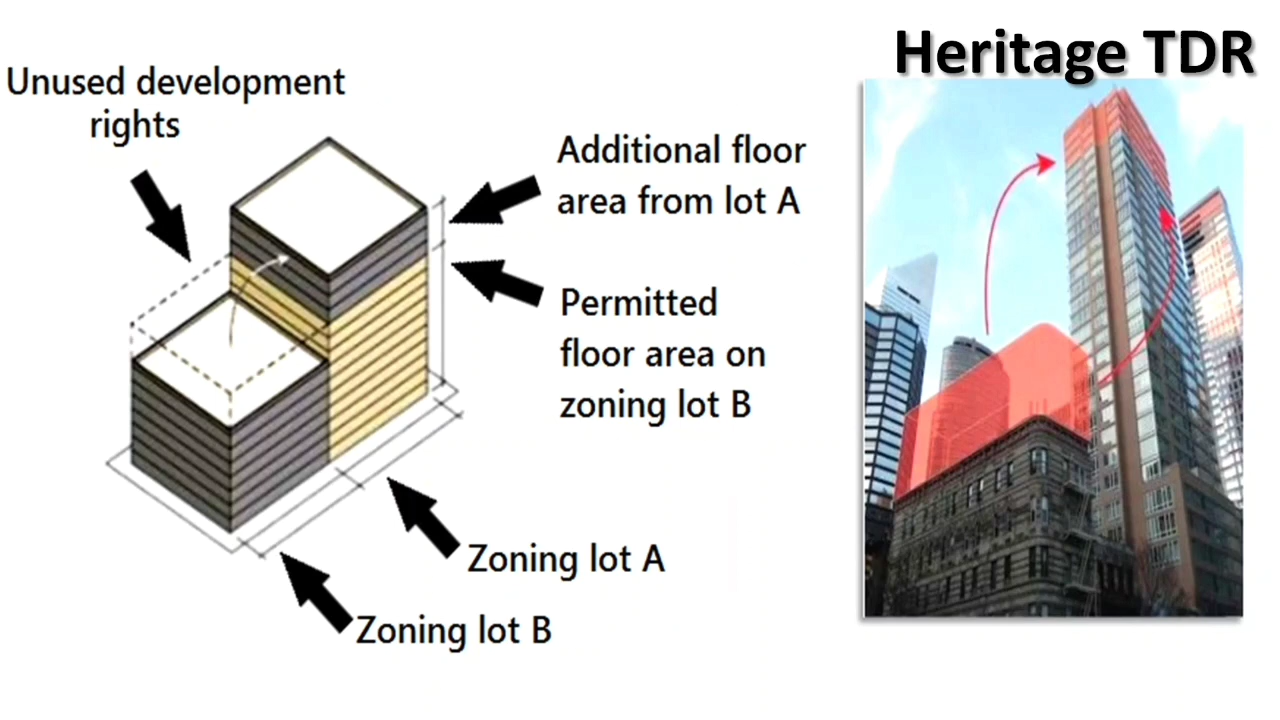 Heritage TDR
Unused development
rights
Additional floor
area from lot A
Permitted
floor area on
zoning lot B
Zoning lot A
Zoning lot B